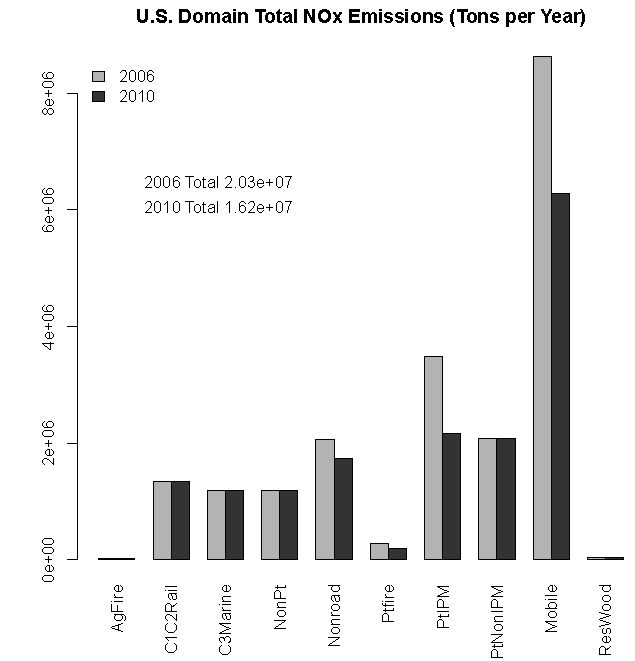 U.S. Domain Total NOx Emissions (Tons per Year)
2006
2010
2006 Total 2.03e+07
2010 Total 1.62e+07
8e+06
6e+06
4e+06
2e+06
0e+00
AgFire
C1C2Rail
C3Marine
NonPt
Nonroad
Ptfire
PtIPM
PtNonIPM
Mobile
ResWood